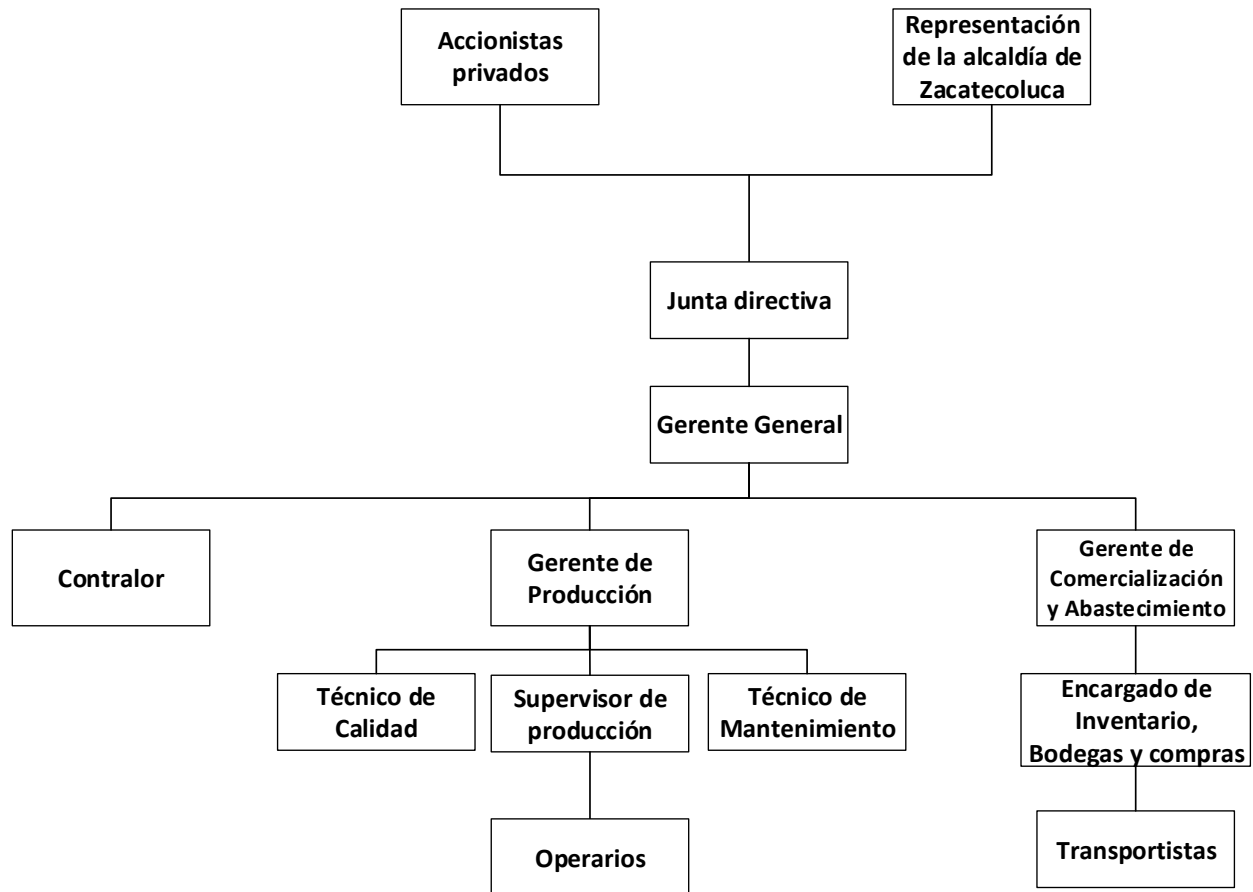 Accionistas
privados
Representación
de la alcaldía de
Zacatecoluca
Junta directiva
Gerente General
Contralor
Gerente de
Producción
Gerente de
Comercialización
y Abastecimiento
Técnico de
Calidad
Supervisor de
producción
Técnico de
Mantenimiento
Encargado de
Inventario,
Bodegas y compras
Operarios
Transportistas